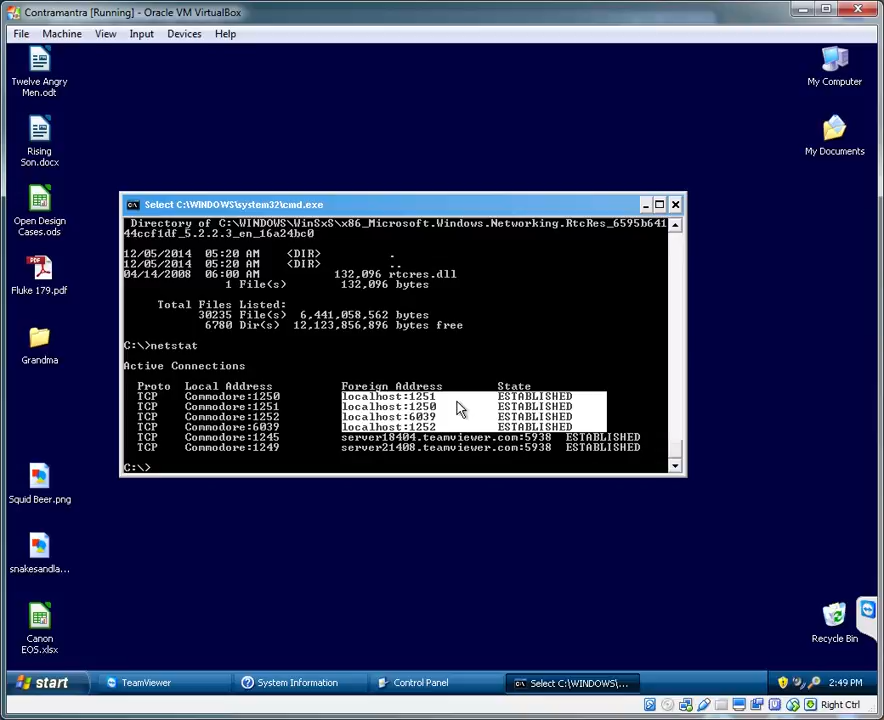 Contramantra [Running] - Oracle VM VirtualBox
File Machine View Input Devices Help
Twelve Angry
Men.odt
Rising
Son.docx
Open Design
Cases.ods
Fluke 179.pdf
Grandma
Squid Beer.png
snakesandla...
Canon
EOS.xlsx
My Computer
My Documents
Recycle Bin
Select C:\WINDOWS\system32\cmd.exe
Directory of C:\WINDOWS\WinSxS\x86_Microsoft.Windows.Networking.RtcRes_6595b641
44ccf1df_5.2.2.3_en_16a24bc0
12/05/2014 05:20 AM <DIR> .
12/05/2014 05:20 AM <DIR> ..
04/14/2008 06:00 AM 132,096 rtcres.dll
1 File(s) 132,096 bytes
Total Files Listed:
30235 File(s) 6,441,058,562 bytes
6780 Dir(s) 12,123,856,896 bytes free
C:\>netstat
Active Connections
Proto Local Address Foreign Address State
TCP Commodore:1250 localhost:1251 ESTABLISHED
TCP Commodore:1251 localhost:1250 ESTABLISHED
TCP Commodore:1252 localhost:6039 ESTABLISHED
TCP Commodore:6039 localhost:1252 ESTABLISHED
TCP Commodore:1245 server18404.teamviewer.com:5938 ESTABLISHED
TCP Commodore:1249 server21408.teamviewer.com:5938 ESTABLISHED
C:\>
start TeamViewer System Information Control Panel Select C:\WINDOWS\... 2:49 PM
Right Ctrl